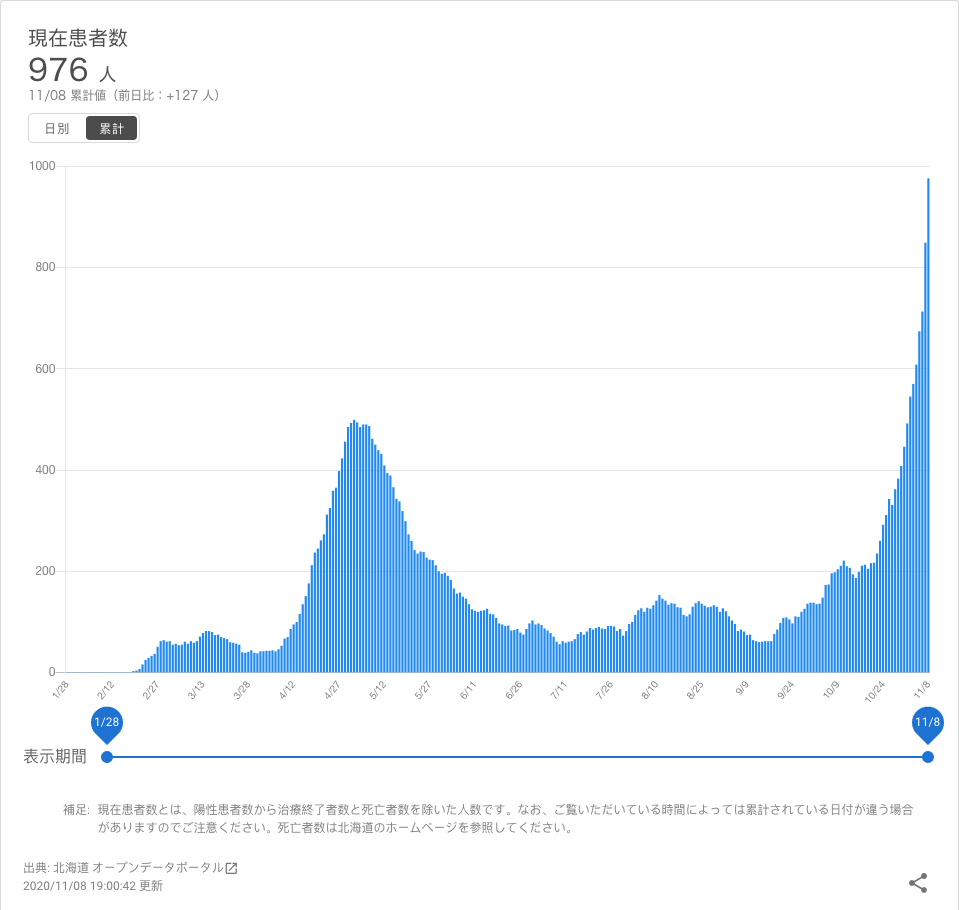 現在患者数
976 人
11/08 累計値（前日比：+127 人）
日別 累計
1000
800
600
400
200
0
1/28 2/12 2/27 3/13 3/28 4/12 4/27 5/12 5/27 6/11 6/26 7/11 7/26 8/10 8/25 9/9 9/24 10/9 10/24 11/8
1/28 11/8
表示期間
補足: 現在患者数とは、陽性患者数から治療終了者数と死亡者数を除いた人数です。なお、ご覧いただいている時間によっては累計されている日付が違う場合
がありますのでご注意ください。死亡者数は北海道のホームページを参照してください。
出典: 北海道 オープンデータポータル
2020/11/08 19:00:42 更新